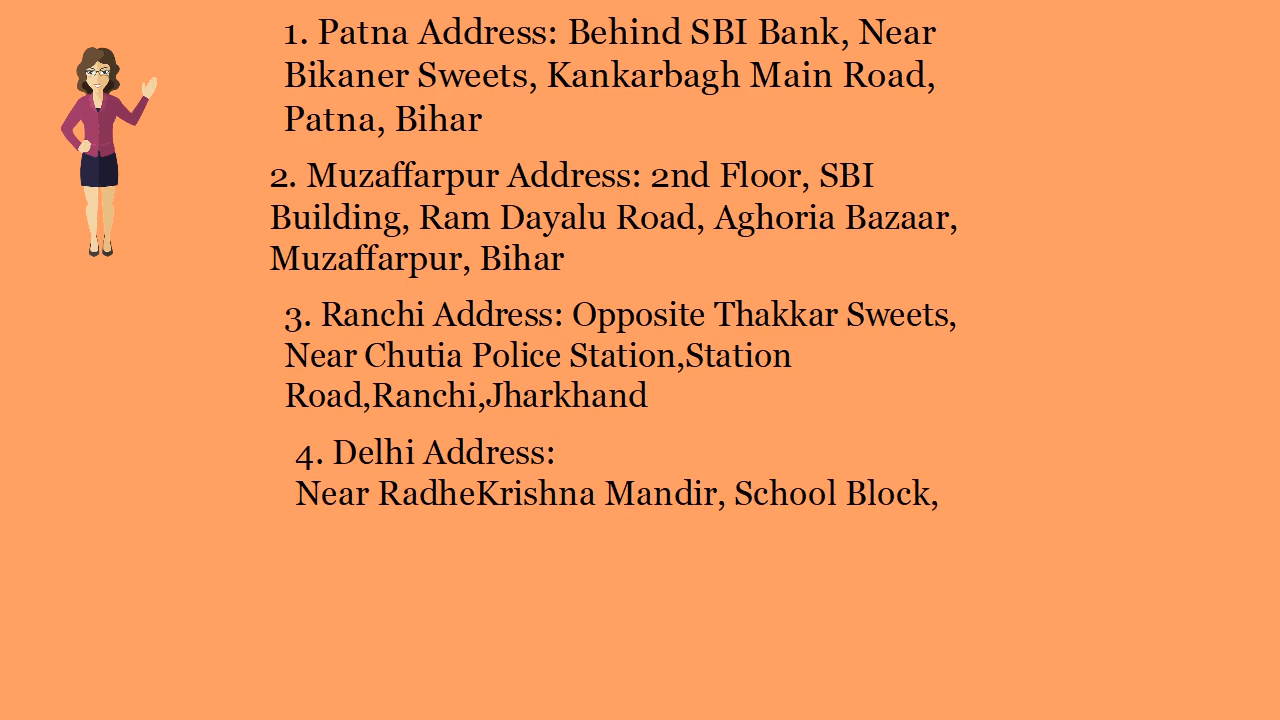 1. Patna Address: Behind SBI Bank, Near
Bikaner Sweets, Kankarbagh Main Road,
Patna, Bihar
2. Muzaffarpur Address: 2nd Floor, SBI
Building, Ram Dayalu Road, Aghoria Bazaar,
Muzaffarpur, Bihar
3. Ranchi Address: Opposite Thakkar Sweets,
Near Chutia Police Station,Station
Road,Ranchi,Jharkhand
4. Delhi Address:
Near RadheKrishna Mandir, School Block,